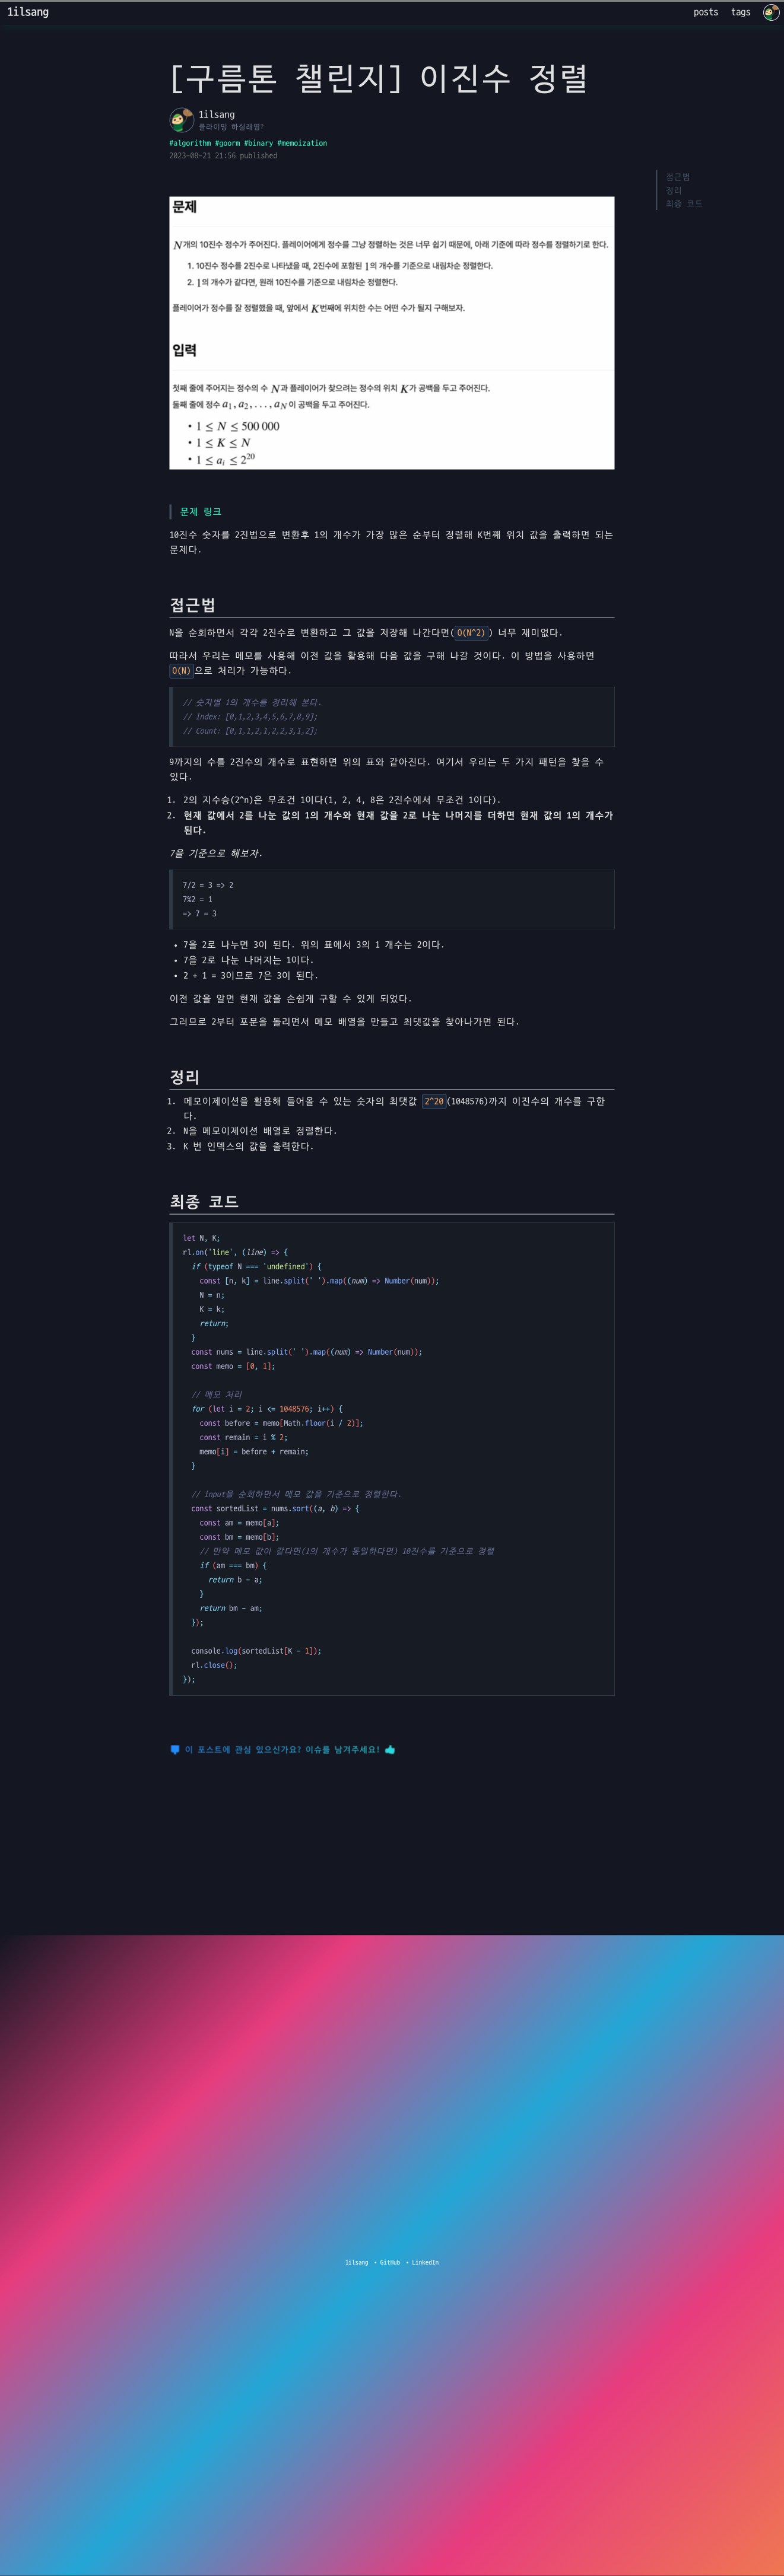 1ilsang
posts tags
[구름톤 챌린지] 이진수 정렬
1ilsang
클라이밍 하실래염?
#algorithm #goorm #binary #memoization
2023-08-21 21:56 published
접근법
정리
최종 코드
문제
N개의 10진수 정수가 주어진다. 플레이어에게 정수를 그냥 정렬하는 것은 너무 쉽기 때문에, 아래 기준에 따라 정수를 정렬하기로 한다.
1. 10진수 정수를 2진수로 나타냈을 때, 2진수에 포함된 1의 개수를 기준으로 내림차순 정렬한다.
2. 1의 개수가 같다면, 원래 10진수를 기준으로 내림차순 정렬한다.
플레이어가 정수를 잘 정렬했을 때, 앞에서 K번째에 위치한 수는 어떤 수가 될지 구해보자.
입력
첫째 줄에 주어지는 정수의 수 N과 플레이어가 찾으려는 정수의 위치 K가 공백을 두고 주어진다.
둘째 줄에 정수 a₁, a₂, . . . , a_N이 공백을 두고 주어진다.
• 1 ≤ N ≤ 500 000
• 1 ≤ K ≤ N
• 1 ≤ aᵢ ≤ 2²⁰
문제 링크
10진수 숫자를 2진법으로 변환후 1의 개수가 가장 많은 순부터 정렬해 K번째 위치 값을 출력하면 되는
문제다.
접근법
N을 순회하면서 각각 2진수로 변환하고 그 값을 저장해 나간다면(O(N^2)) 너무 재미없다.
따라서 우리는 메모를 사용해 이전 값을 활용해 다음 값을 구해 나갈 것이다. 이 방법을 사용하면
O(N)으로 처리가 가능하다.
// 숫자별 1의 개수를 정리해 본다.
// Index: [0,1,2,3,4,5,6,7,8,9];
// Count: [0,1,1,2,1,2,2,3,1,2];
9까지의 수를 2진수의 개수로 표현하면 위의 표와 같아진다. 여기서 우리는 두 가지 패턴을 찾을 수
있다.
1. 2의 지수승(2^n)은 무조건 1이다(1, 2, 4, 8은 2진수에서 무조건 1이다).
2. 현재 값에서 2를 나눈 값의 1의 개수와 현재 값을 2로 나눈 나머지를 더하면 현재 값의 1의 개수가
된다.
7을 기준으로 해보자.
7/2 = 3 => 2
7%2 = 1
=> 7 = 3
• 7을 2로 나누면 3이 된다. 위의 표에서 3의 1 개수는 2이다.
• 7을 2로 나눈 나머지는 1이다.
• 2 + 1 = 3이므로 7은 3이 된다.
이전 값을 알면 현재 값을 손쉽게 구할 수 있게 되었다.
그러므로 2부터 포문을 돌리면서 메모 배열을 만들고 최댓값을 찾아나가면 된다.
정리
1. 메모이제이션을 활용해 들어올 수 있는 숫자의 최댓값 2^20(1048576)까지 이진수의 개수를 구한
다.
2. N을 메모이제이션 배열로 정렬한다.
3. K 번 인덱스의 값을 출력한다.
최종 코드
let N, K;
rl.on('line', (line) => {
if (typeof N === 'undefined') {
const [n, k] = line.split(' ').map((num) => Number(num));
N = n;
K = k;
return;
}
const nums = line.split(' ').map((num) => Number(num));
const memo = [0, 1];
// 메모 처리
for (let i = 2; i <= 1048576; i++) {
const before = memo[Math.floor(i / 2)];
const remain = i % 2;
memo[i] = before + remain;
}
// input을 순회하면서 메모 값을 기준으로 정렬한다.
const sortedList = nums.sort((a, b) => {
const am = memo[a];
const bm = memo[b];
// 만약 메모 값이 같다면(1의 개수가 동일하다면) 10진수를 기준으로 정렬
if (am === bm) {
return b - a;
}
return bm - am;
});
console.log(sortedList[K - 1]);
rl.close();
});
이 포스트에 관심 있으신가요? 이슈를 남겨주세요!
1ilsang • GitHub • LinkedIn